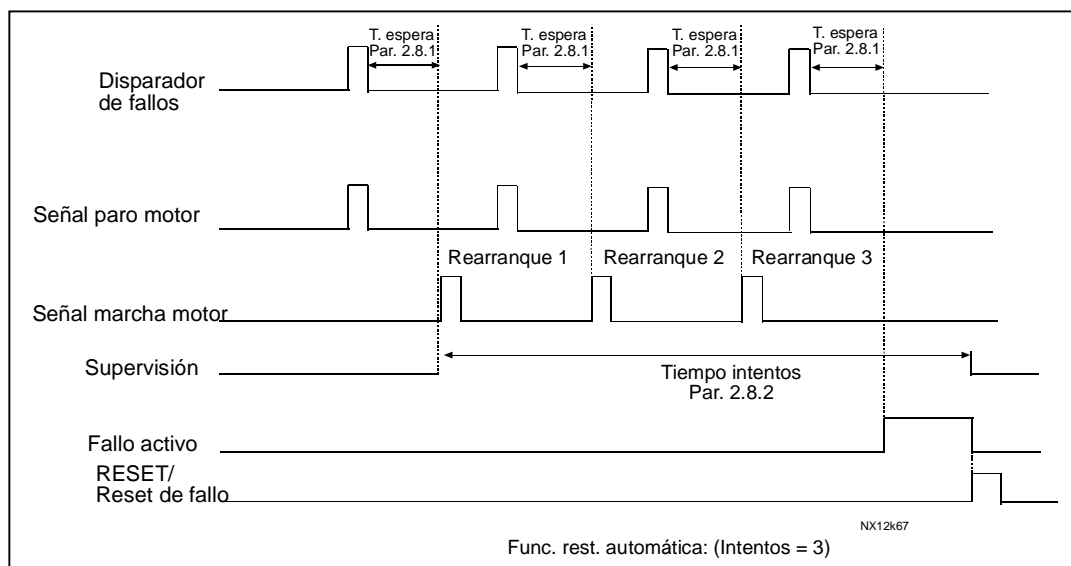 T. espera
Par. 2.8.1
T. espera
Par. 2.8.1
T. espera
Par. 2.8.1
T. espera
Par. 2.8.1
Disparador
de fallos
Señal paro motor
Rearranque 1
Rearranque 2
Rearranque 3
Señal marcha motor
Supervisión
Tiempo intentos
Par. 2.8.2
Fallo activo
RESET/
Reset de fallo
NX12k67
Func. rest. automática: (Intentos = 3)